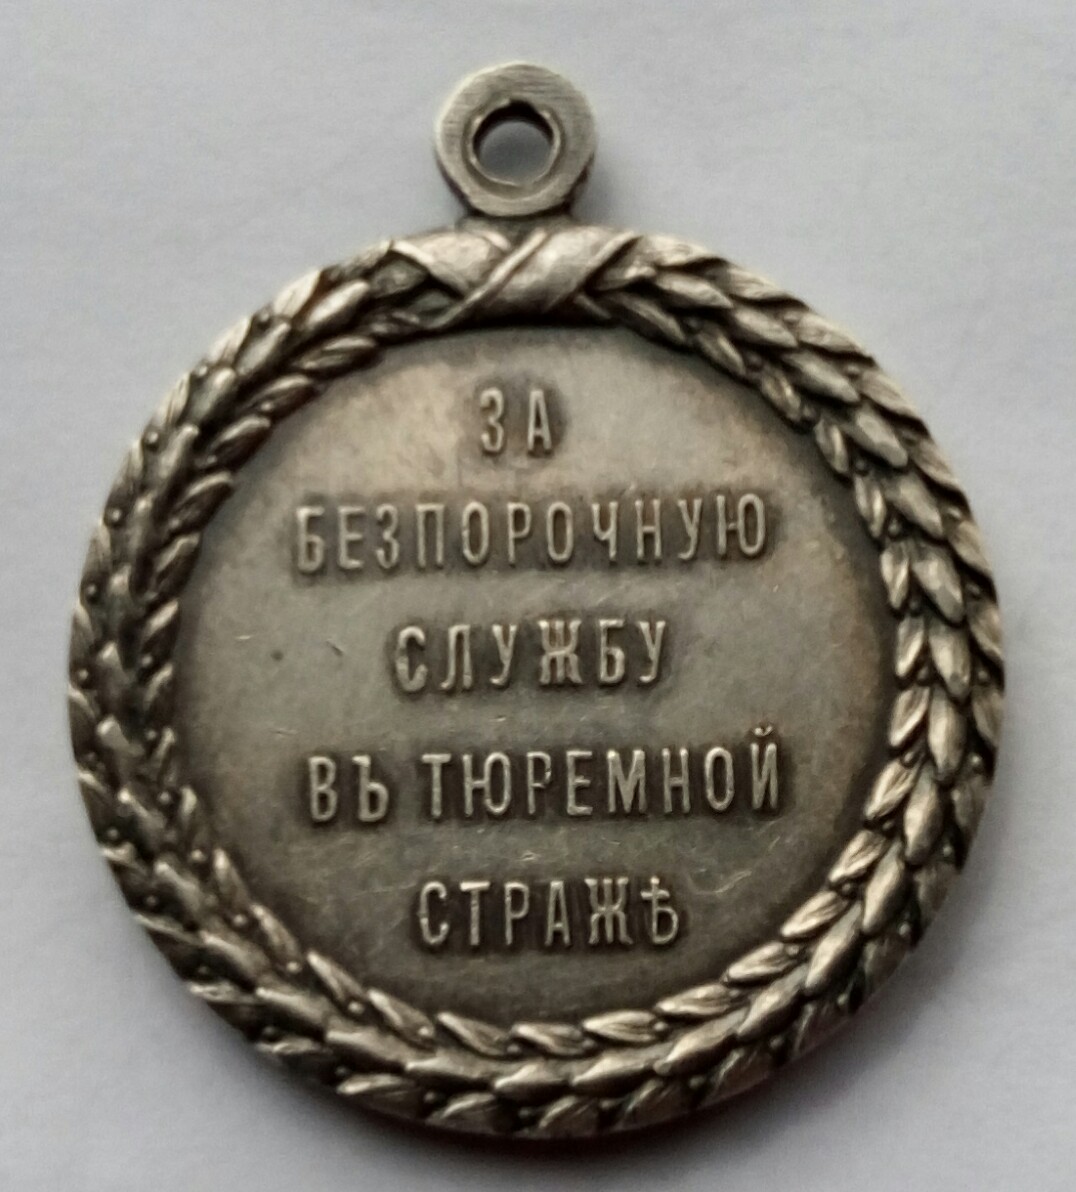 ЗА
БЕЗПОРОЧНУЮ
СЛУЖБУ
ВЪ ТЮРЕМНОЙ
СТРАЖѢ